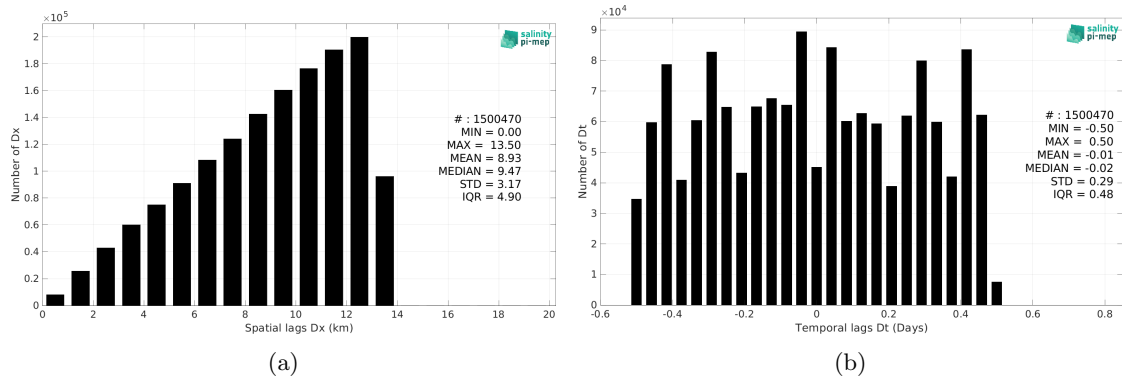 ×10⁵
2
1.8
1.6
1.4
1.2
1
0.8
0.6
0.4
0.2
0
Number of Dx
0 2 4 6 8 10 12 14 16 18 20
Spatial lags Dx (km)
salinity
pi-mep
# : 1500470
MIN = 0.00
MAX = 13.50
MEAN = 8.93
MEDIAN = 9.47
STD = 3.17
IQR = 4.90
(a)
×10⁴
9
8
7
6
5
4
3
2
1
0
Number of Dt
-0.6 -0.4 -0.2 0 0.2 0.4 0.6 0.8
Temporal lags Dt (Days)
salinity
pi-mep
# : 1500470
MIN = -0.50
MAX = 0.50
MEAN = -0.01
MEDIAN = -0.02
STD = 0.29
IQR = 0.48
(b)